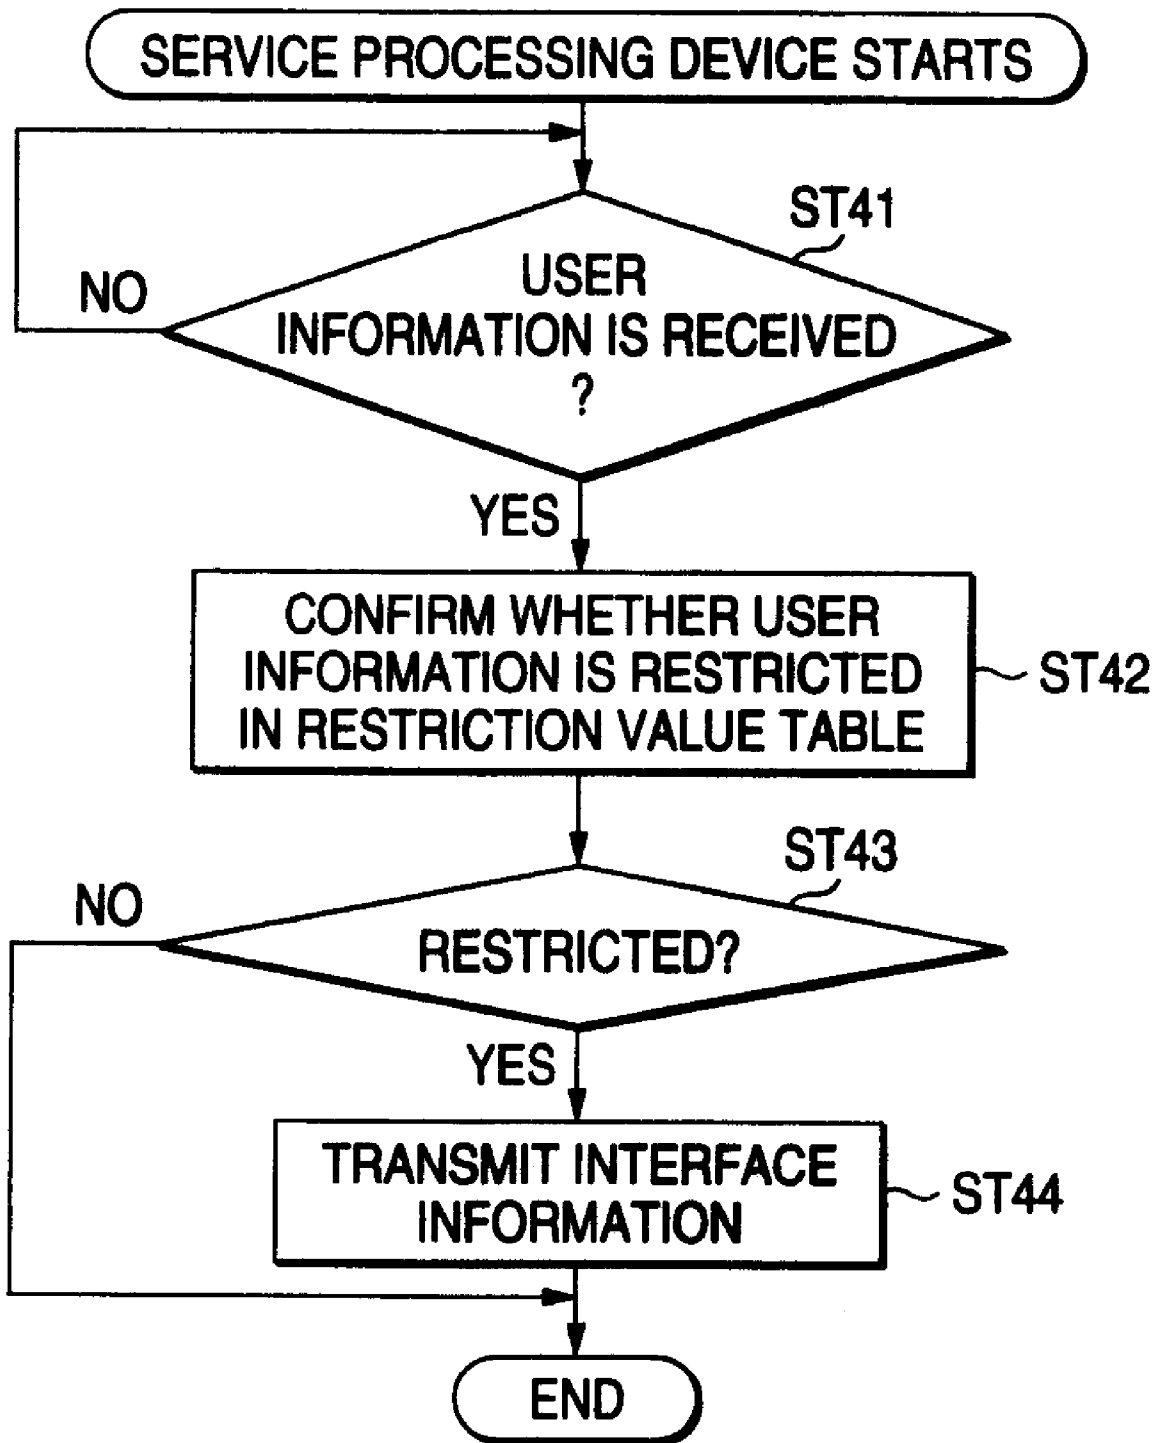 SERVICE PROCESSING DEVICE STARTS
ST41
USER
INFORMATION IS RECEIVED
?
NO
YES
CONFIRM WHETHER USER
INFORMATION IS RESTRICTED
IN RESTRICTION VALUE TABLE
ST42
ST43
NO
RESTRICTED?
YES
TRANSMIT INTERFACE
INFORMATION
ST44
END